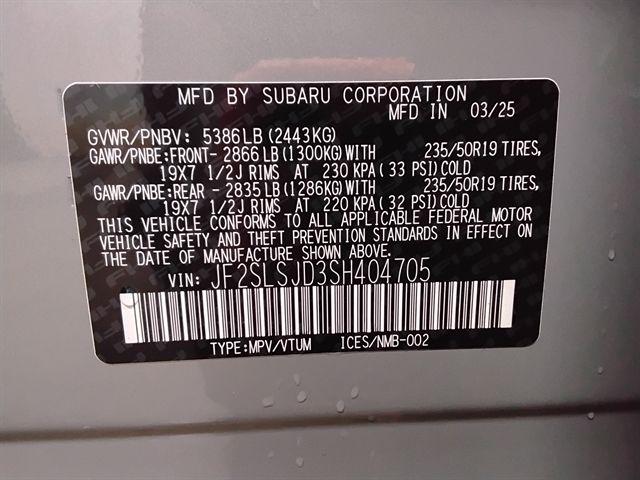 MFD BY SUBARU CORPORATION
MFD IN 03/25
GVWR/PNBV: 5386LB(2443KG)
GAWR/PNBE:FRONT- 2866LB(1300KG)WITH 235/50R19 TIRES,
19X7 1/2J RIMS AT 230 KPA(33 PSI)COLD
GAWR/PNBE:REAR - 2835LB(1286KG)WITH 235/50R19 TIRES,
19X7 1/2J RIMS AT 220 KPA(32 PSI)COLD
THIS VEHICLE CONFORMS TO ALL APPLICABLE FEDERAL MOTOR
VEHICLE SAFETY AND THEFT PREVENTION STANDARDS IN EFFECT
ON THE DATE OF MANUFACTURE SHOWN ABOVE.
VIN: JF2SLSJD3SH404705
TYPE:MPV/VTUM ICES/NMB-002